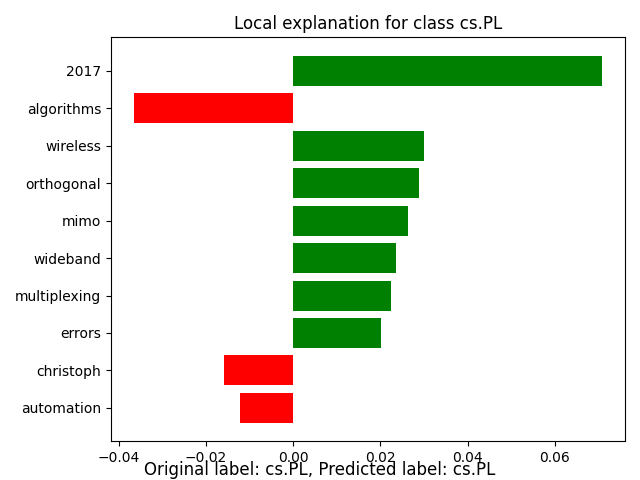 Local explanation for class cs.PL
2017
algorithms
wireless
orthogonal
mimo
wideband
multiplexing
errors
christoph
automation
−0.04 −0.02 0.00 0.02 0.04 0.06
Original label: cs.PL, Predicted label: cs.PL